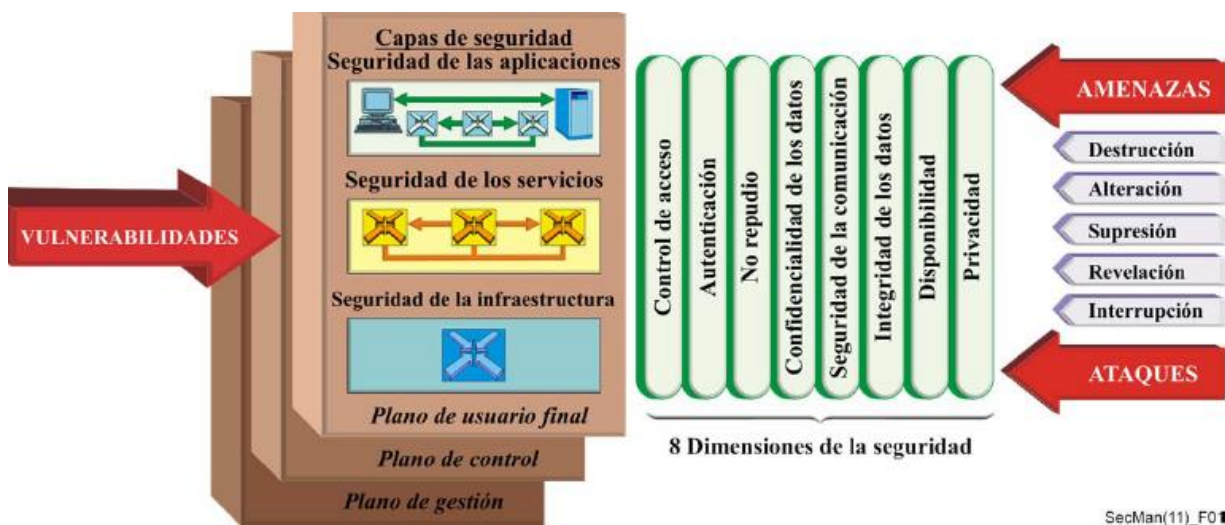 Capas de seguridad
Seguridad de las aplicaciones
Seguridad de los servicios
Seguridad de la infraestructura
Plano de usuario final
Plano de control
Plano de gestión
VULNERABILIDADES
Control de acceso
Autenticación
No repudio
Confidencialidad de los datos
Seguridad de la comunicación
Integridad de los datos
Disponibilidad
Privacidad
8 Dimensiones de la seguridad
AMENAZAS
Destrucción
Alteración
Supresión
Revelación
Interrupción
ATAQUES
SecMan(11)_F01